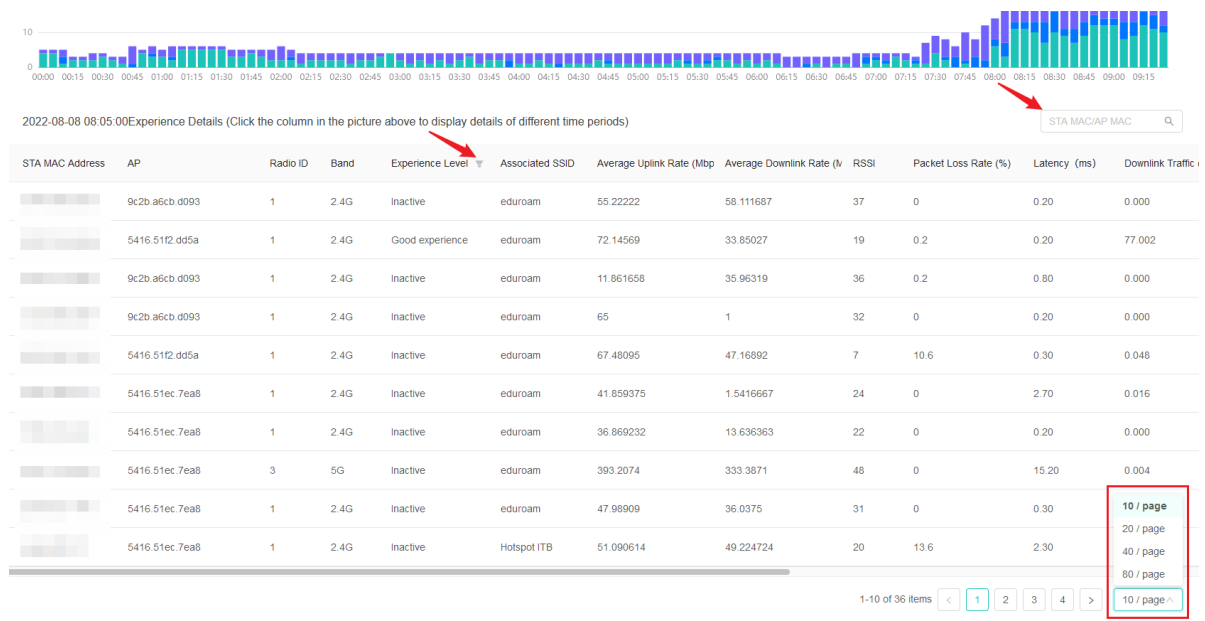 10
0
00:00 00:15 00:30 00:45 01:00 01:15 01:30 01:45 02:00 02:15 02:30 02:45 03:00 03:15 03:30 03:45 04:00 04:15 04:30 04:45 05:00 05:15 05:30 05:45 06:00 06:15 06:30 06:45 07:00 07:15 07:30 07:45 08:00 08:15 08:30 08:45 09:00 09:15
2022-08-08 08:05:00Experience Details (Click the column in the picture above to display details of different time periods)
STA MAC/AP MAC
STA MAC Address AP Radio ID Band Experience Level Associated SSID Average Uplink Rate (Mbp Average Downlink Rate (M RSSI Packet Loss Rate (%) Latency (ms) Downlink Traffic
9c2b.a6cb.d093 1 2.4G Inactive eduroam 55.22222 58.111687 37 0 0.20 0.000
5416.51f2.dd5a 1 2.4G Good experience eduroam 72.14569 33.85027 19 0.2 0.20 77.002
9c2b.a6cb.d093 1 2.4G Inactive eduroam 11.861658 35.96319 36 0.2 0.80 0.000
9c2b.a6cb.d093 1 2.4G Inactive eduroam 65 1 32 0 0.20 0.000
5416.51f2.dd5a 1 2.4G Inactive eduroam 67.48095 47.16892 7 10.6 0.30 0.048
5416.51ec.7ea8 1 2.4G Inactive eduroam 41.859375 1.5416667 24 0 2.70 0.016
5416.51ec.7ea8 1 2.4G Inactive eduroam 36.869232 13.636363 22 0 0.20 0.000
5416.51ec.7ea8 3 5G Inactive eduroam 393.2074 333.3871 48 0 15.20 0.004
5416.51ec.7ea8 1 2.4G Inactive eduroam 47.98909 36.0375 31 0 0.30
5416.51ec.7ea8 1 2.4G Inactive Hotspot ITB 51.090614 49.224724 20 13.6 2.30
10 / page
20 / page
40 / page
80 / page
1-10 of 36 items < 1 2 3 4 > 10 / page